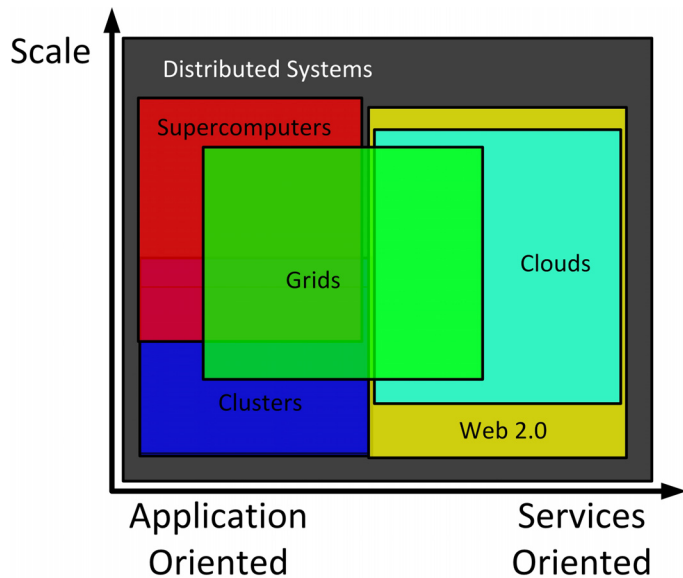 Scale
Distributed Systems
Supercomputers
Grids
Clouds
Clusters
Web 2.0
Application
Oriented
Services
Oriented